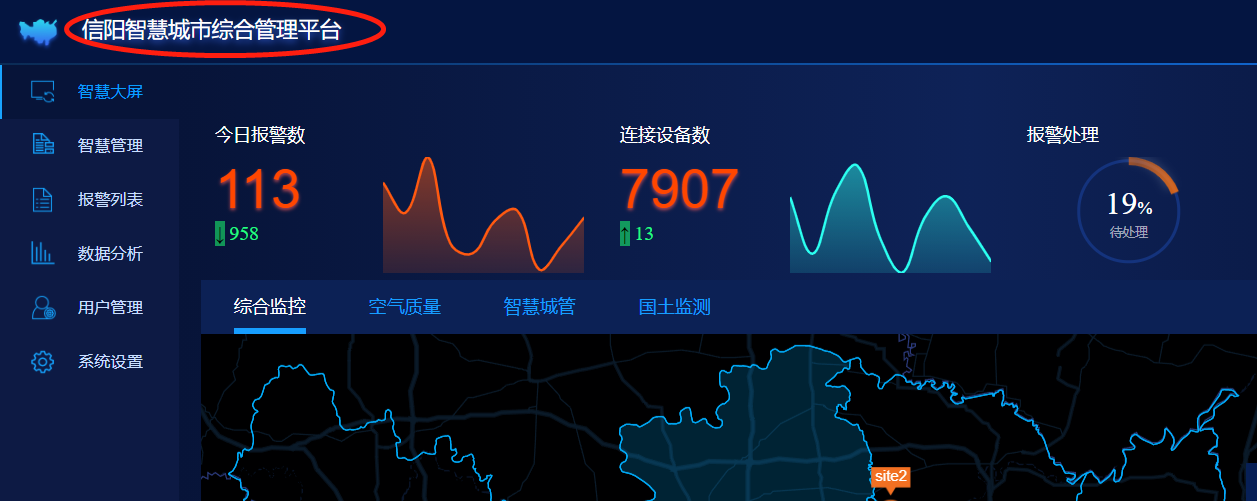 信阳智慧城市综合管理平台
智慧大屏
智慧管理
报警列表
数据分析
用户管理
系统设置
今日报警数
113
↓ 958
连接设备数
7907
↑ 13
报警处理
19%
待处理
综合监控 空气质量 智慧城管 国土监测
site2